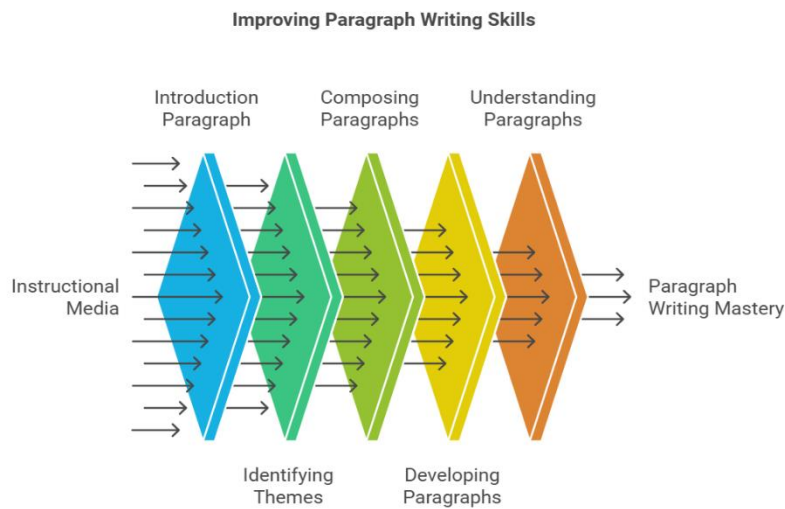 Improving Paragraph Writing Skills
Introduction
Paragraph
Composing
Paragraphs
Understanding
Paragraphs
Instructional
Media
Paragraph
Writing Mastery
Identifying
Themes
Developing
Paragraphs